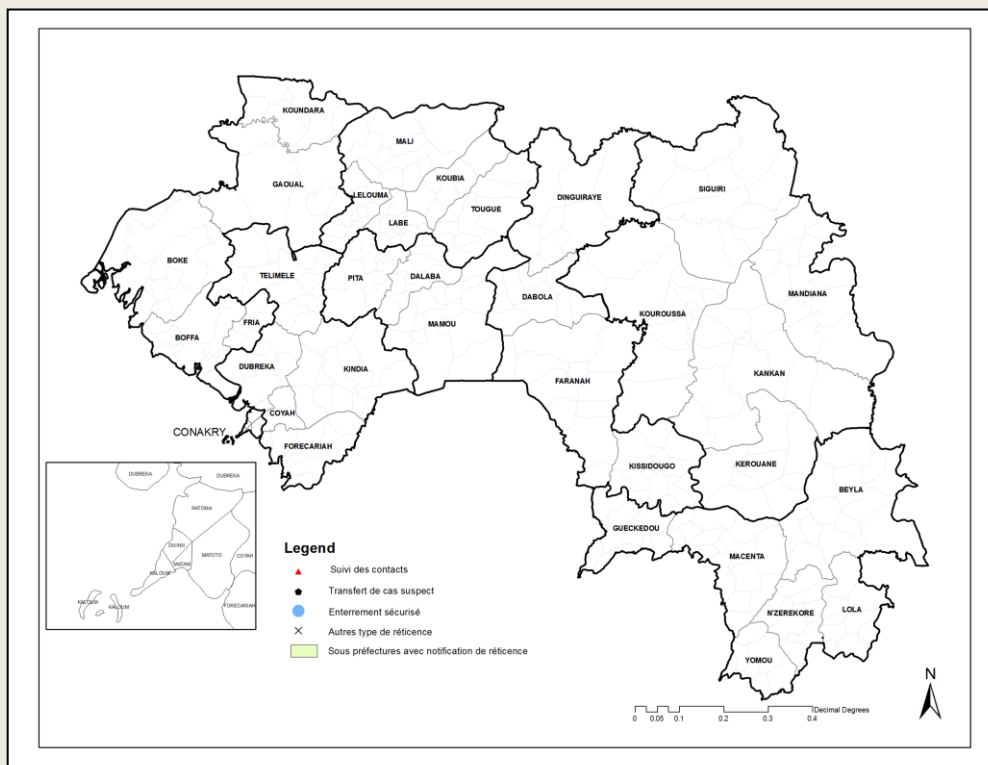 KOUNDARA
MALI
KOUBIA
SIGUIRI
GAOUAL
LELOUMA
DINGUIRAYE
TOUGUE
LABE
BOKE
TELIMELE
PITA
DALABA
MANDIANA
DABOLA
KOUROUSSA
FRIA
MAMOU
BOFFA
DUBREKA
KINDIA
KANKAN
FARANAH
COYAH
CONAKRY
FORECARIAH
KISSIDOUGO
KEROUANE
BEYLA
GUECKEDOU
MACENTA
N'ZEREKORE
LOLA
YOMOU
DUBREKA
DUBREKA
RATOMA
DIXINN
MATOTO
COYAH
MATAM
KALOUM
KALOUM
KALOUM
FORECARIAH
Legend
Suivi des contacts
Transfert de cas suspect
Enterrement sécurisé
Autres type de réticence
Sous préfectures avec notification de réticence
N
Decimal Degrees
0 0.05 0.1 0.2 0.3 0.4